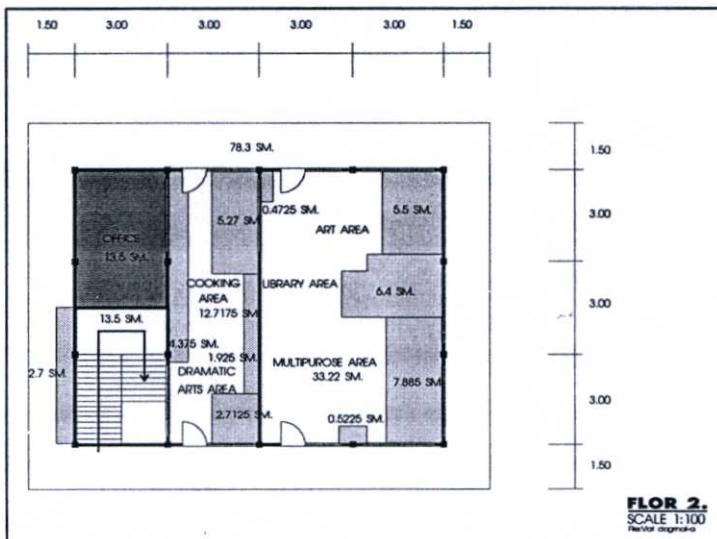 1.50 3.00 3.00 3.00 3.00 1.50
78.3 SM.
1.50
3.00
3.00
3.00
1.50
OFFICE
13.5 SM.
13.5 SM.
2.7 SM.
5.27 SM.
COOKING
AREA
12.7175
4.375 SM.
1.925 SM.
DRAMATIC
ARTS AREA
2.7125 SM.
0.4725 SM.
ART AREA
5.5 SM.
LIBRARY AREA
6.4 SM.
MULTIPUROSE AREA
33.22 SM.
7.885 SM.
0.5225 SM.
FLOR 2.
SCALE 1:100